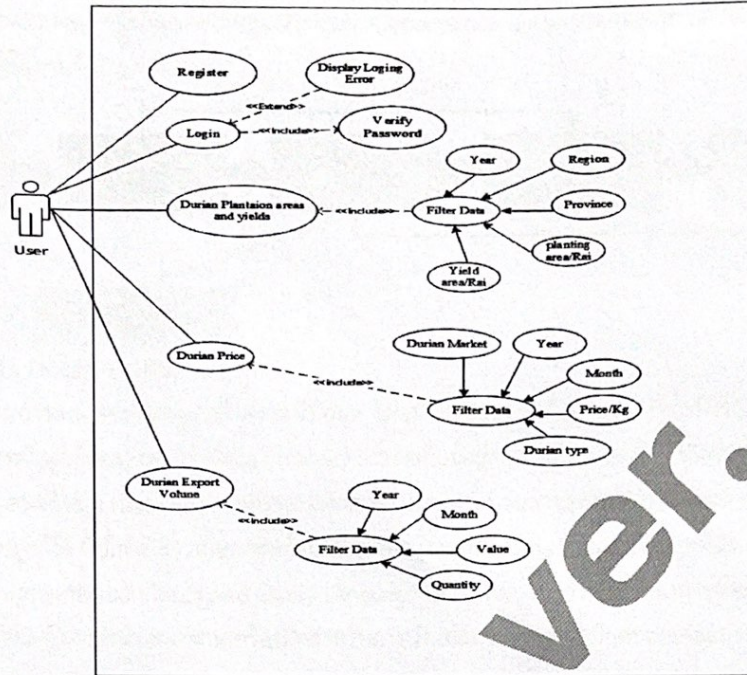 Register
Display Loging
Error
<<Extend>>
Login
<<Include>>
Verify
Password
Year
Region
Durian Plantaion areas
and yields
<<Include>>
Filter Data
Province
User
planting
area/Rai
Yield
area/Rai
Durian Market
Year
Durian Price
<<Include>>
Month
Filter Data
Price/Kg
Durian type
Durian Export
Volune
Year
<<Include>>
Month
Filter Data
Value
Quantity
ver.